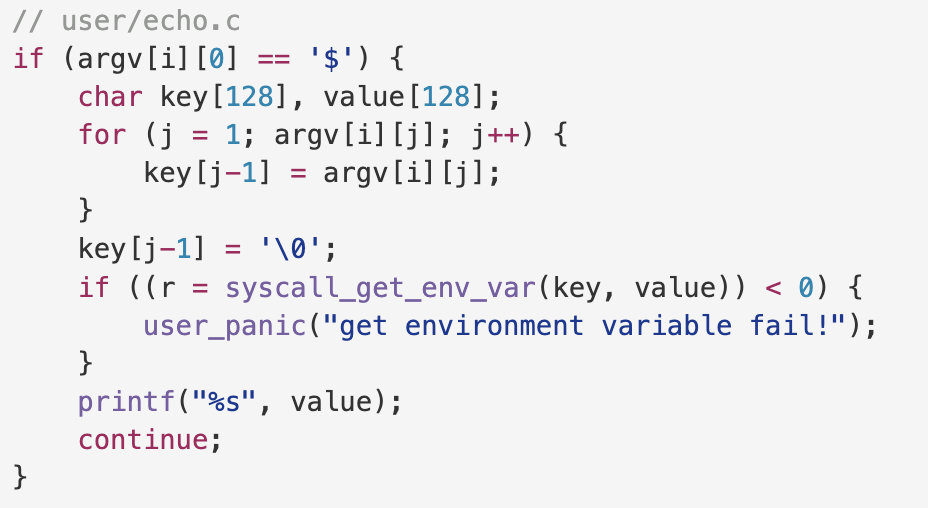 // user/echo.c
if (argv[i][0] == '$') {
    char key[128], value[128];
    for (j = 1; argv[i][j]; j++) {
        key[j-1] = argv[i][j];
    }
    key[j-1] = '\0';
    if ((r = syscall_get_env_var(key, value)) < 0) {
        user_panic("get environment variable fail!");
    }
    printf("%s", value);
    continue;
}